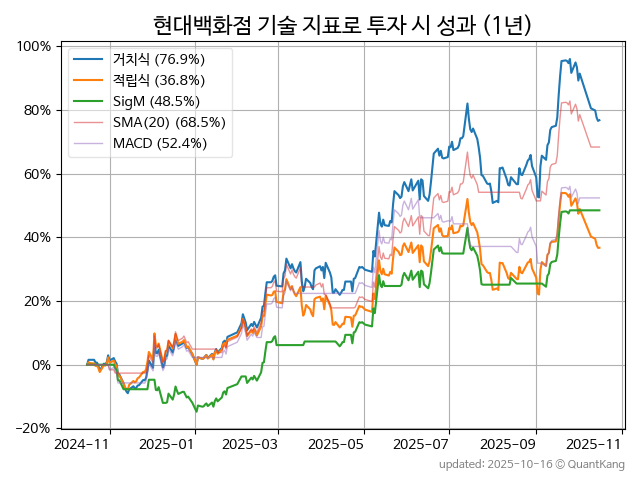 현대백화점 기술 지표로 투자 시 성과 (1년)
100%
80%
60%
40%
20%
0%
−20%
거치식 (76.9%)
적립식 (36.8%)
SigM (48.5%)
SMA(20) (68.5%)
MACD (52.4%)
2024-11
2025-01
2025-03
2025-05
2025-07
2025-09
2025-11
updated: 2025-10-16 © QuantKang